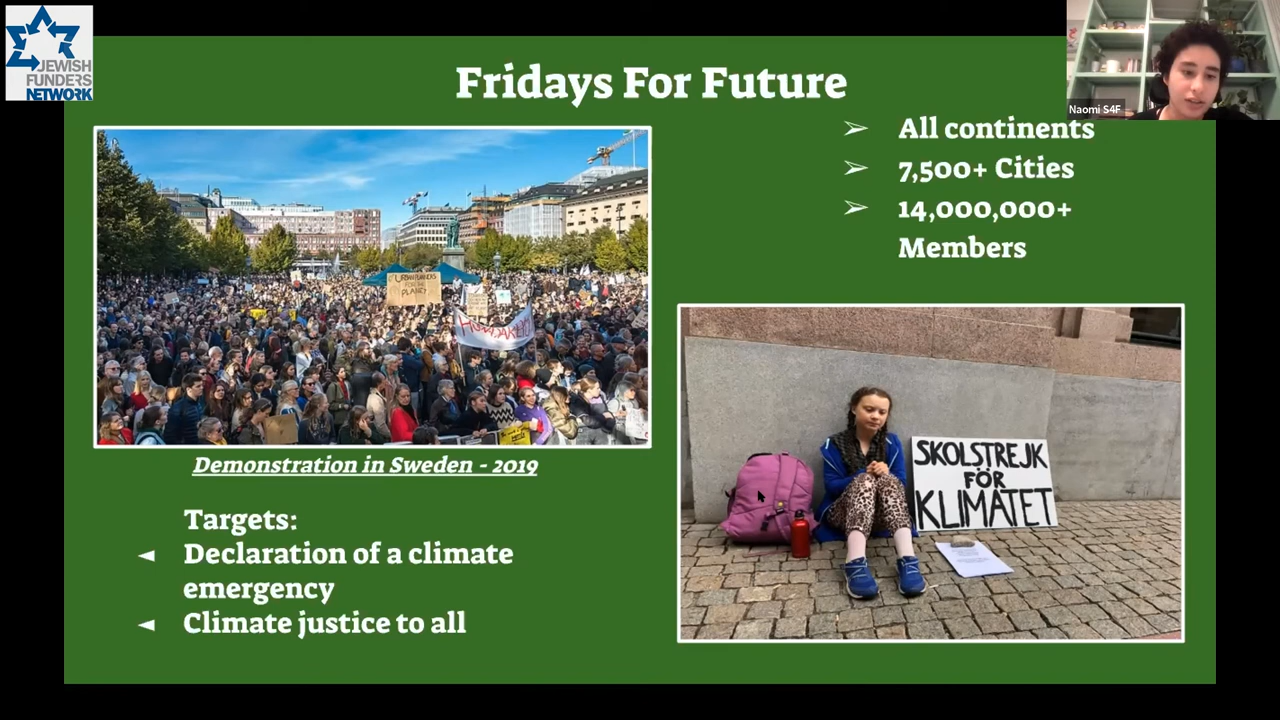 JEWISH
FUNDERS
NETWORK
Fridays For Future
Naomi S4F
➢ All continents
➢ 7,500+ Cities
➢ 14,000,000+
Members
PLANET
Demonstration in Sweden - 2019
SKOLSTREJK
FÖR
KLIMATET
Targets:
◄ Declaration of a climate
emergency
◄ Climate justice to all